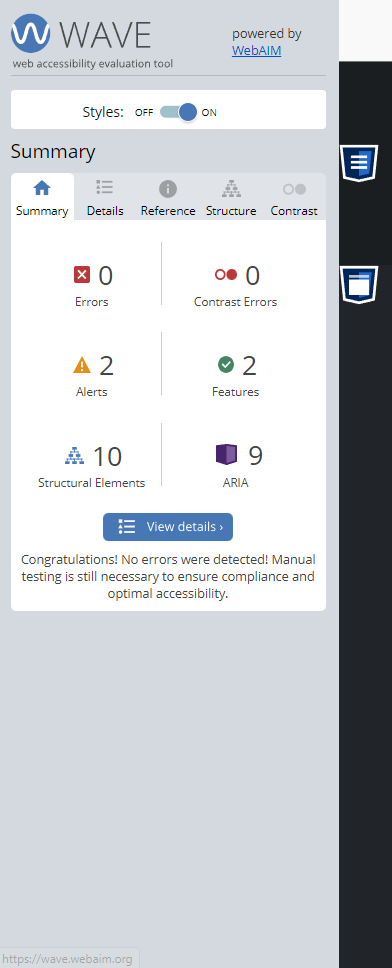 WAVE
web accessibility evaluation tool
powered by
WebAIM
Styles: OFF ON
Summary
Summary Details Reference Structure Contrast
0 0
Errors Contrast Errors
2 2
Alerts Features
10 9
Structural Elements ARIA
View details ›
Congratulations! No errors were detected! Manual
testing is still necessary to ensure compliance and
optimal accessibility.
https://wave.webaim.org